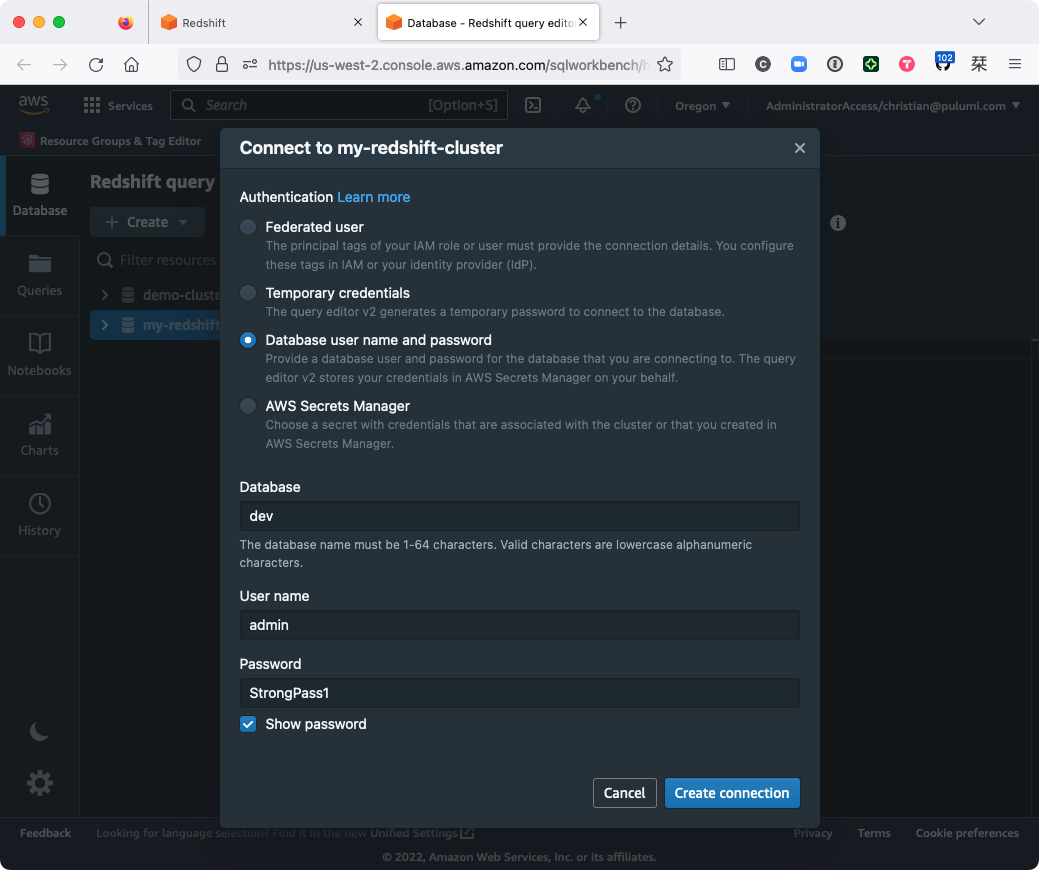 Redshift
Database - Redshift query edito
https://us-west-2.console.aws.amazon.com/sqlworkbench/h
102
aws
Services
Search
[Option+S]
Oregon
AdministratorAccess/christian@pulumi.com
Resource Groups & Tag Editor
Database
Queries
Notebooks
Charts
History
Redshift query
Create
Filter resources
demo-cluste
my-redshift
Connect to my-redshift-cluster
Authentication Learn more
Federated user
The principal tags of your IAM role or user must provide the connection details. You configure
these tags in IAM or your identity provider (IdP).
Temporary credentials
The query editor v2 generates a temporary password to connect to the database.
Database user name and password
Provide a database user and password for the database that you are connecting to. The query
editor v2 stores your credentials in AWS Secrets Manager on your behalf.
AWS Secrets Manager
Choose a secret with credentials that are associated with the cluster or that you created in
AWS Secrets Manager.
Database
dev
The database name must be 1-64 characters. Valid characters are lowercase alphanumeric
characters.
User name
admin
Password
StrongPass1
Show password
Cancel
Create connection
Feedback
Looking for language selection? Find it in the new Unified Settings
Privacy
Terms
Cookie preferences
© 2022, Amazon Web Services, Inc. or its affiliates.